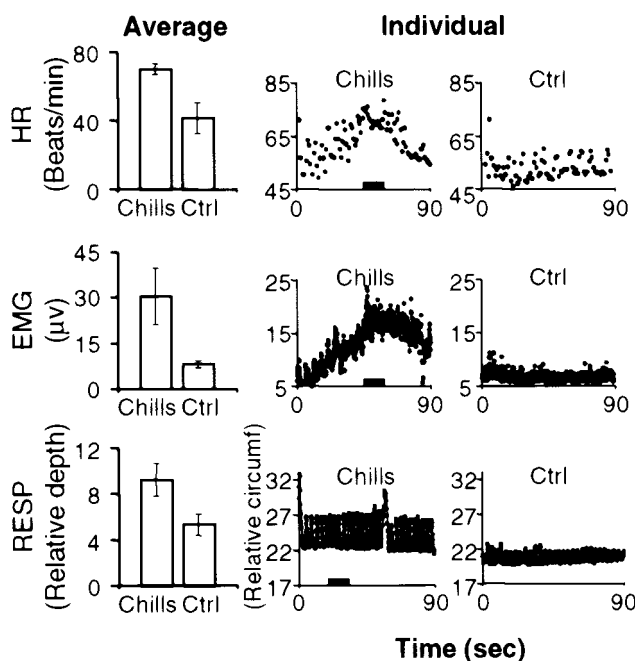 Average
Individual
HR
(Beats/min)
80
40
0
Chills Ctrl
Chills
85
65
45
0
90
Ctrl
85
65
45
0
90
EMG
(μv)
45
30
15
0
Chills Ctrl
Chills
25
15
5
0
90
Ctrl
25
15
5
0
90
RESP
(Relative depth)
12
8
4
0
Chills Ctrl
(Relative circumf)
Chills
32
27
22
17
0
90
Ctrl
32
27
22
17
0
90
Time (sec)